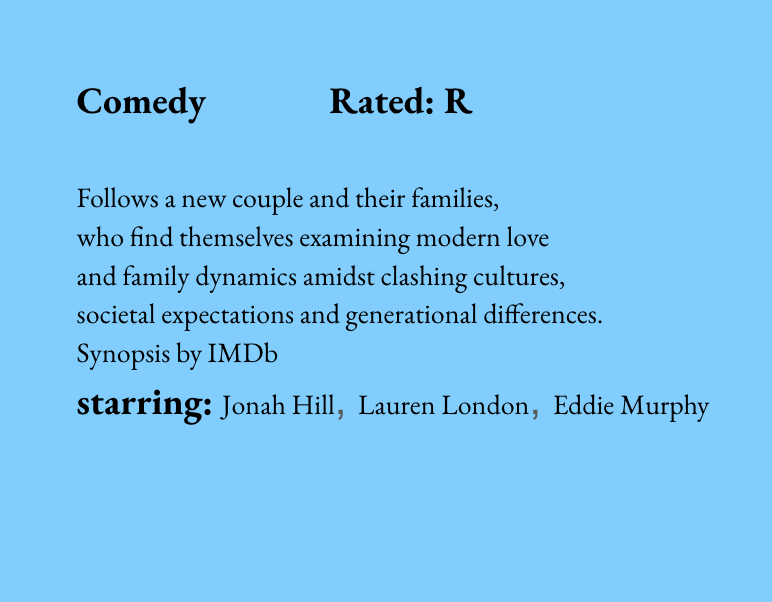 Comedy Rated: R
Follows a new couple and their families,
who find themselves examining modern love
and family dynamics amidst clashing cultures,
societal expectations and generational differences.
Synopsis by IMDb
starring: Jonah Hill, Lauren London, Eddie Murphy